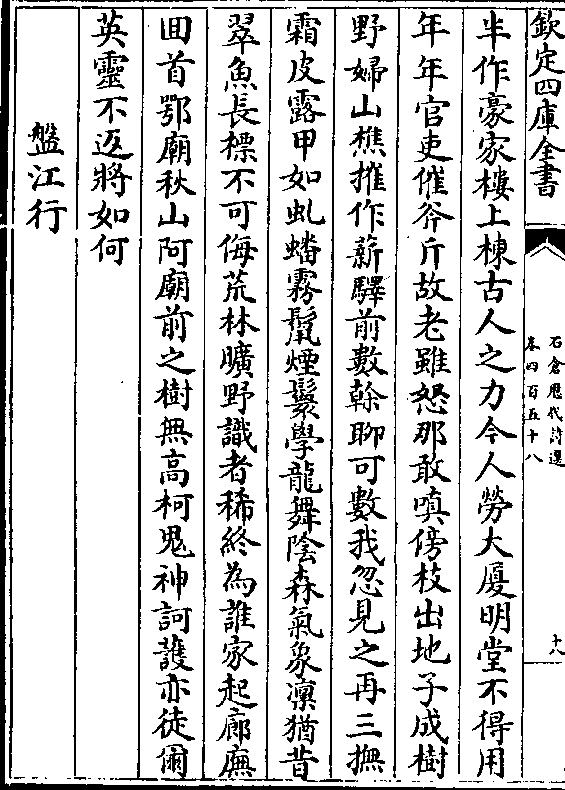 欽定四庫全書
石倉歷代詩選
卷四百五十八
十八
半作豪家樓上棟古人之力今人勞大廈明堂不得用
年年官吏催斧斤故老雖怒那敢嗔傍枝出地子成樹
野婦山樵摧作薪驛前數榦聊可數我忽見之再三撫
霜皮露甲如虬蟠霧鬣煙鬟學龍舞陰森氣象凜猶昔
翠魚長標不可侮荒林曠野識者稀終為誰家起廊廡
囬首鄂廟秋山阿廟前之樹無高柯鬼神訶護亦徒爾
英靈不返將如何
盤江行